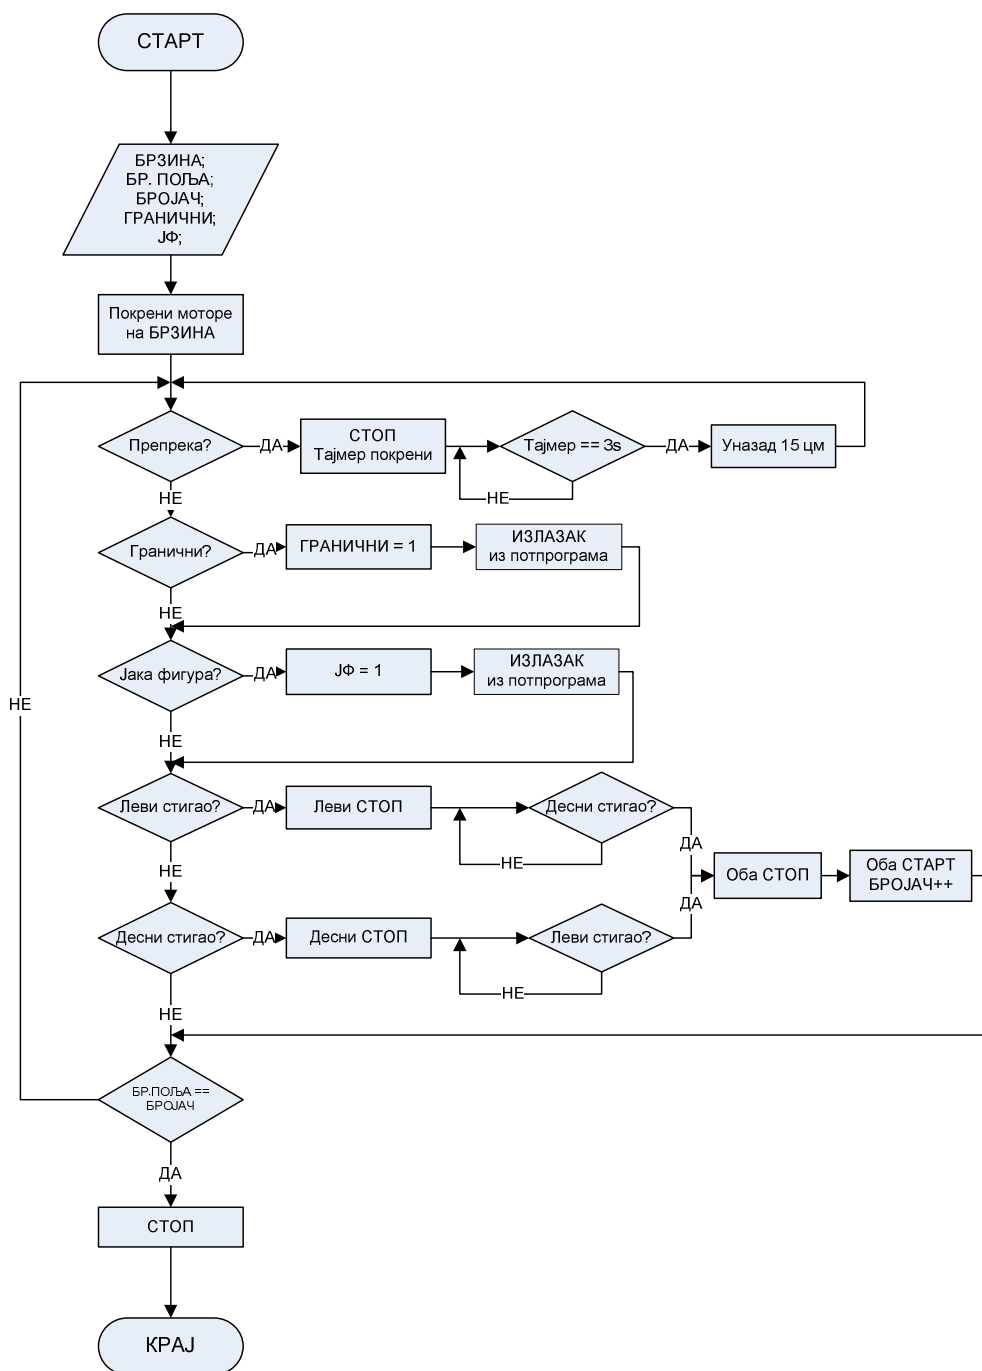 СТАРТ
БРЗИНА;
БР. ПОЉА;
БРОЈАЧ;
ГРАНИЧНИ;
ЈФ;
Покрени моторе
на БРЗИНА
Препрека?
ДА
СТОП
Тајмер покрени
Тајмер == 3s
ДА
Уназад 15 цм
НЕ
НЕ
Гранични?
ДА
ГРАНИЧНИ = 1
ИЗЛАЗАК
из потпрограма
НЕ
Јака фигура?
ДА
ЈФ = 1
ИЗЛАЗАК
из потпрограма
НЕ
НЕ
Леви стигао?
ДА
Леви СТОП
Десни стигао?
НЕ
ДА
НЕ
Оба СТОП
Оба СТАРТ
БРОЈАЧ++
ДА
Десни стигао?
ДА
Десни СТОП
Леви стигао?
НЕ
НЕ
БР.ПОЉА ==
БРОЈАЧ
ДА
СТОП
КРАЈ